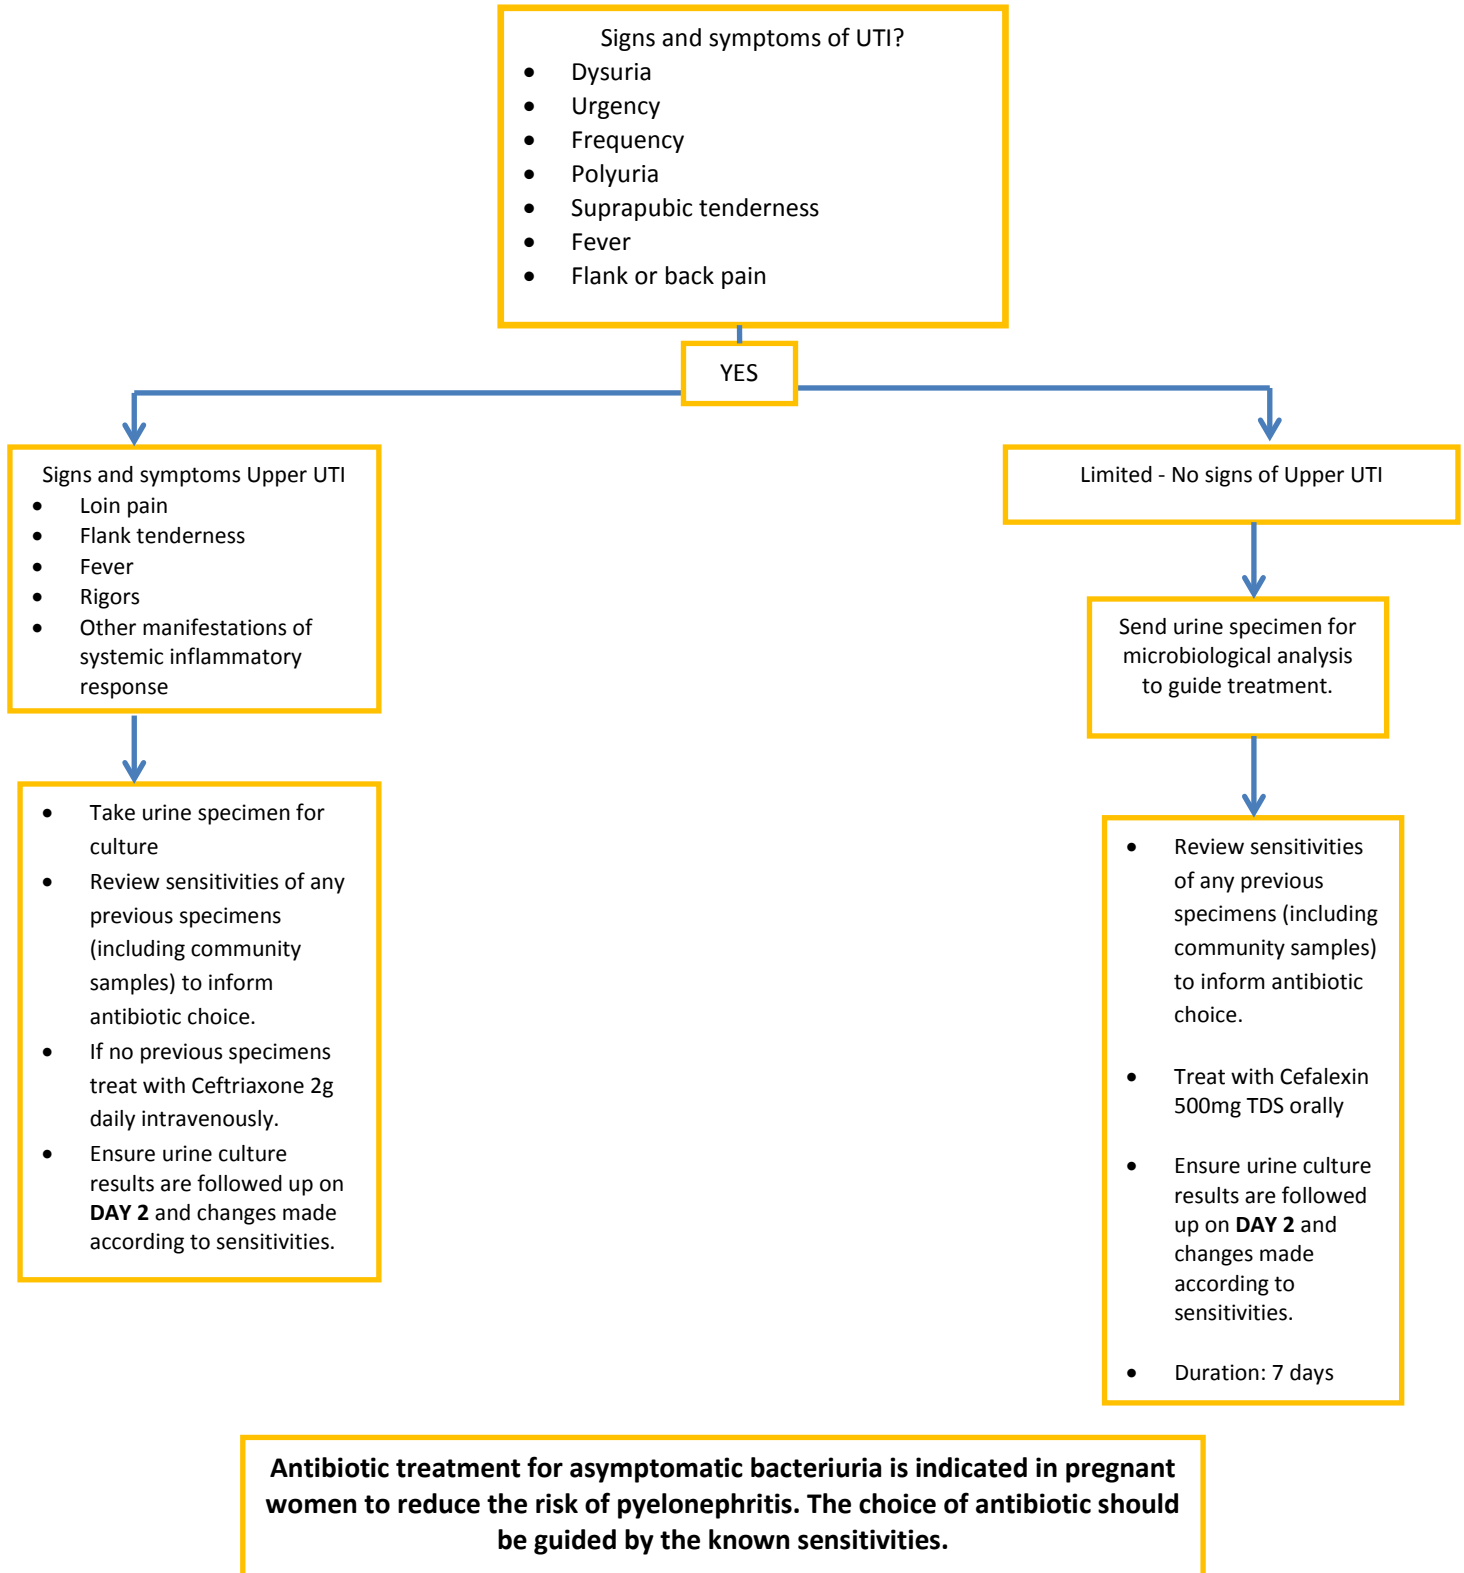 Signs and symptoms of UTI?
• Dysuria
• Urgency
• Frequency
• Polyuria
• Suprapubic tenderness
• Fever
• Flank or back pain
YES
Signs and symptoms Upper UTI
• Loin pain
• Flank tenderness
• Fever
• Rigors
• Other manifestations of
systemic inflammatory
response
• Take urine specimen for
culture
• Review sensitivities of any
previous specimens
(including community
samples) to inform
antibiotic choice.
• If no previous specimens
treat with Ceftriaxone 2g
daily intravenously.
• Ensure urine culture
results are followed up on
DAY 2 and changes made
according to sensitivities.
Limited - No signs of Upper UTI
Send urine specimen for
microbiological analysis
to guide treatment.
• Review sensitivities
of any previous
specimens (including
community samples)
to inform antibiotic
choice.
• Treat with Cefalexin
500mg TDS orally
• Ensure urine culture
results are followed
up on DAY 2 and
changes made
according to
sensitivities.
• Duration: 7 days
Antibiotic treatment for asymptomatic bacteriuria is indicated in pregnant
women to reduce the risk of pyelonephritis. The choice of antibiotic should
be guided by the known sensitivities.